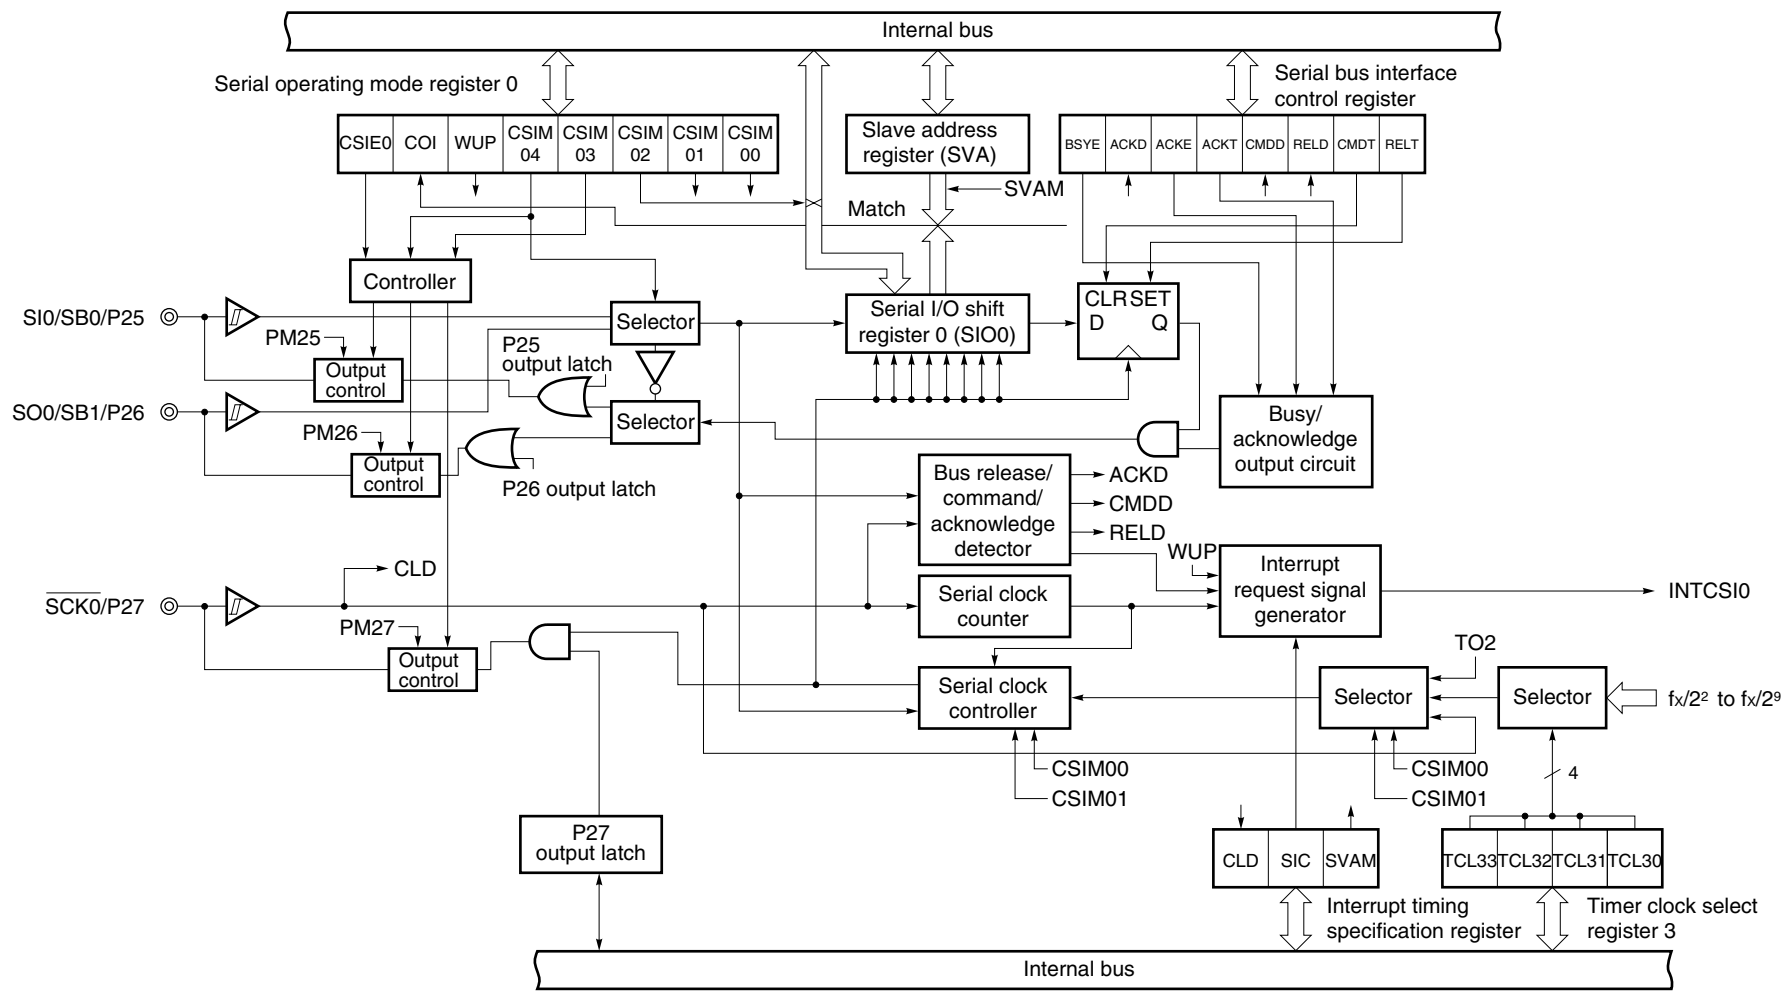 Internal bus
Serial operating mode register 0
Serial bus interface
control register
CSIE0 COI WUP CSIM 04 CSIM 03 CSIM 02 CSIM 01 CSIM 00
Slave address
register (SVA)
BSYE ACKD ACKE ACKT CMDD RELD CMDT RELT
SVAM
Match
Controller
SI0/SB0/P25
PM25
Output
control
Selector
P25
output latch
Serial I/O shift
register 0 (SIO0)
CLR SET
D Q
SO0/SB1/P26
PM26
Output
control
Selector
P26 output latch
Busy/
acknowledge
output circuit
Bus release/
command/
acknowledge
detector
ACKD
CMDD
RELD
WUP
Interrupt
request signal
generator
INTCSI0
CLD
SCK0/P27
PM27
Output
control
Serial clock
counter
Serial clock
controller
TO2
Selector
Selector
fx/2² to fx/2⁹
CSIM00
CSIM01
CSIM00
CSIM01
4
P27
output latch
CLD SIC SVAM
TCL33 TCL32 TCL31 TCL30
Interrupt timing
specification register
Timer clock select
register 3
Internal bus